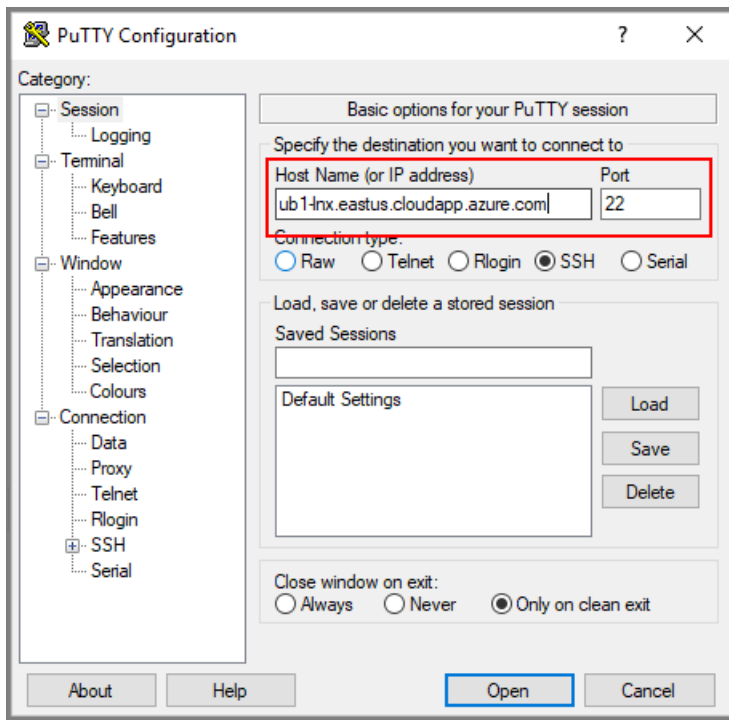 PuTTY Configuration
?
Category:
Session
Logging
Terminal
Keyboard
Bell
Features
Window
Appearance
Behaviour
Translation
Selection
Colours
Connection
Data
Proxy
Telnet
Rlogin
SSH
Serial
Basic options for your PuTTY session
Specify the destination you want to connect to
Host Name (or IP address) Port
ub1-lnx.eastus.cloudapp.azure.com 22
Connection type:
Raw Telnet Rlogin SSH Serial
Load, save or delete a stored session
Saved Sessions
Default Settings
Load
Save
Delete
Close window on exit:
Always Never Only on clean exit
About Help Open Cancel